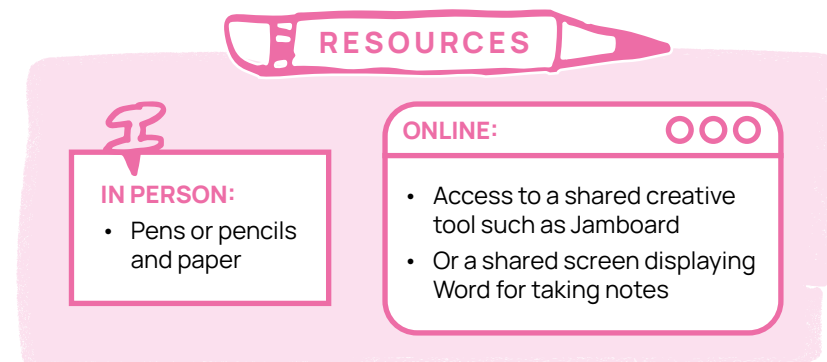 RESOURCES
IN PERSON:
• Pens or pencils
and paper
ONLINE:
• Access to a shared creative
tool such as Jamboard
• Or a shared screen displaying
Word for taking notes